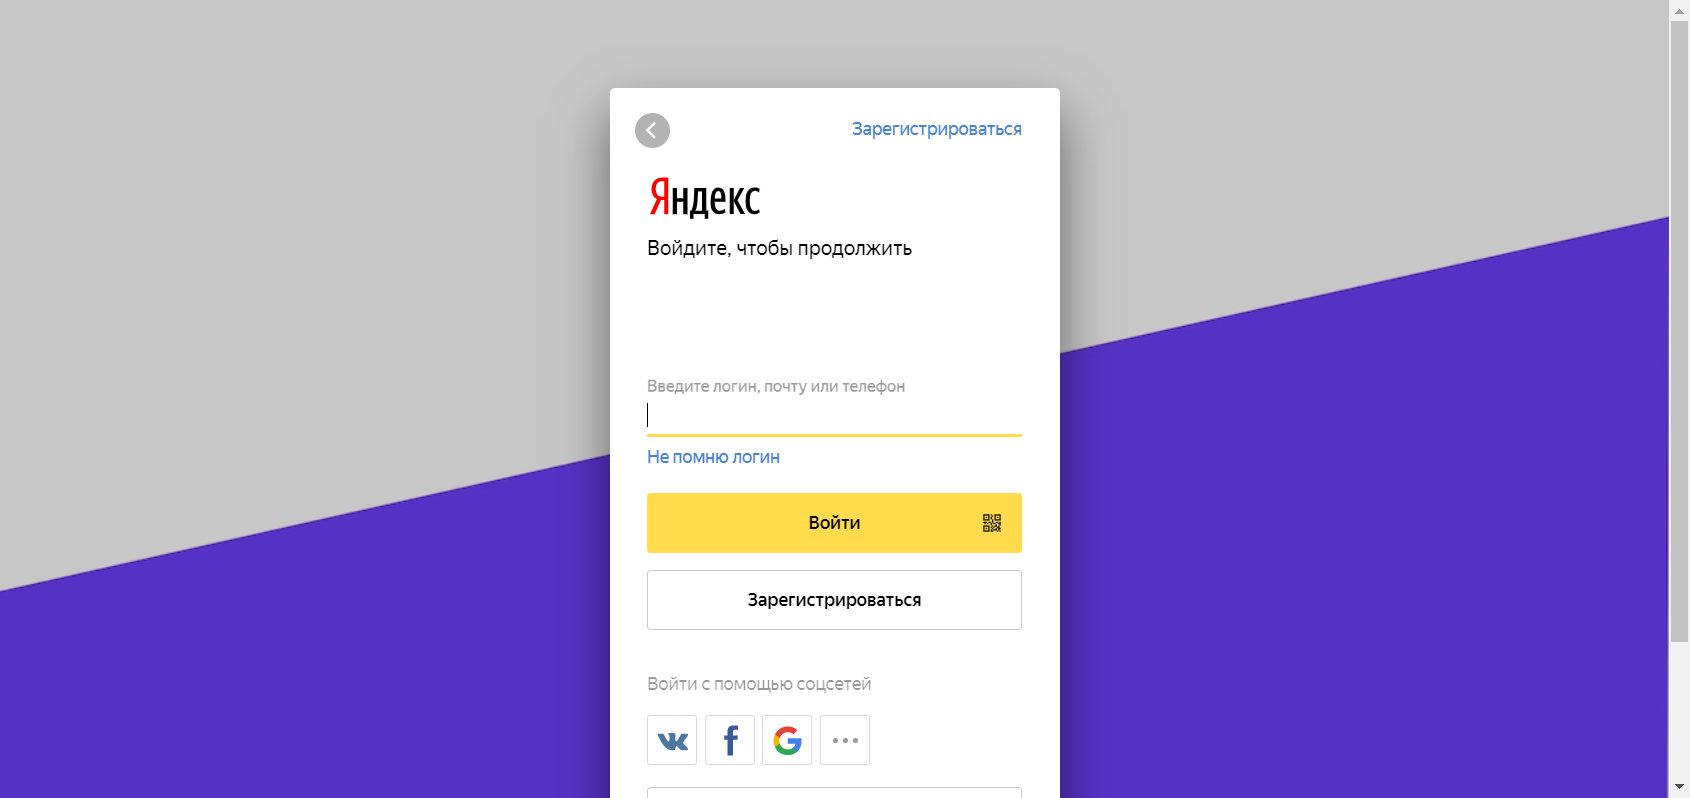 Зарегистрироваться
Яндекс
Войдите, чтобы продолжить
Введите логин, почту или телефон
Не помню логин
Войти
Зарегистрироваться
Войти с помощью соцсетей